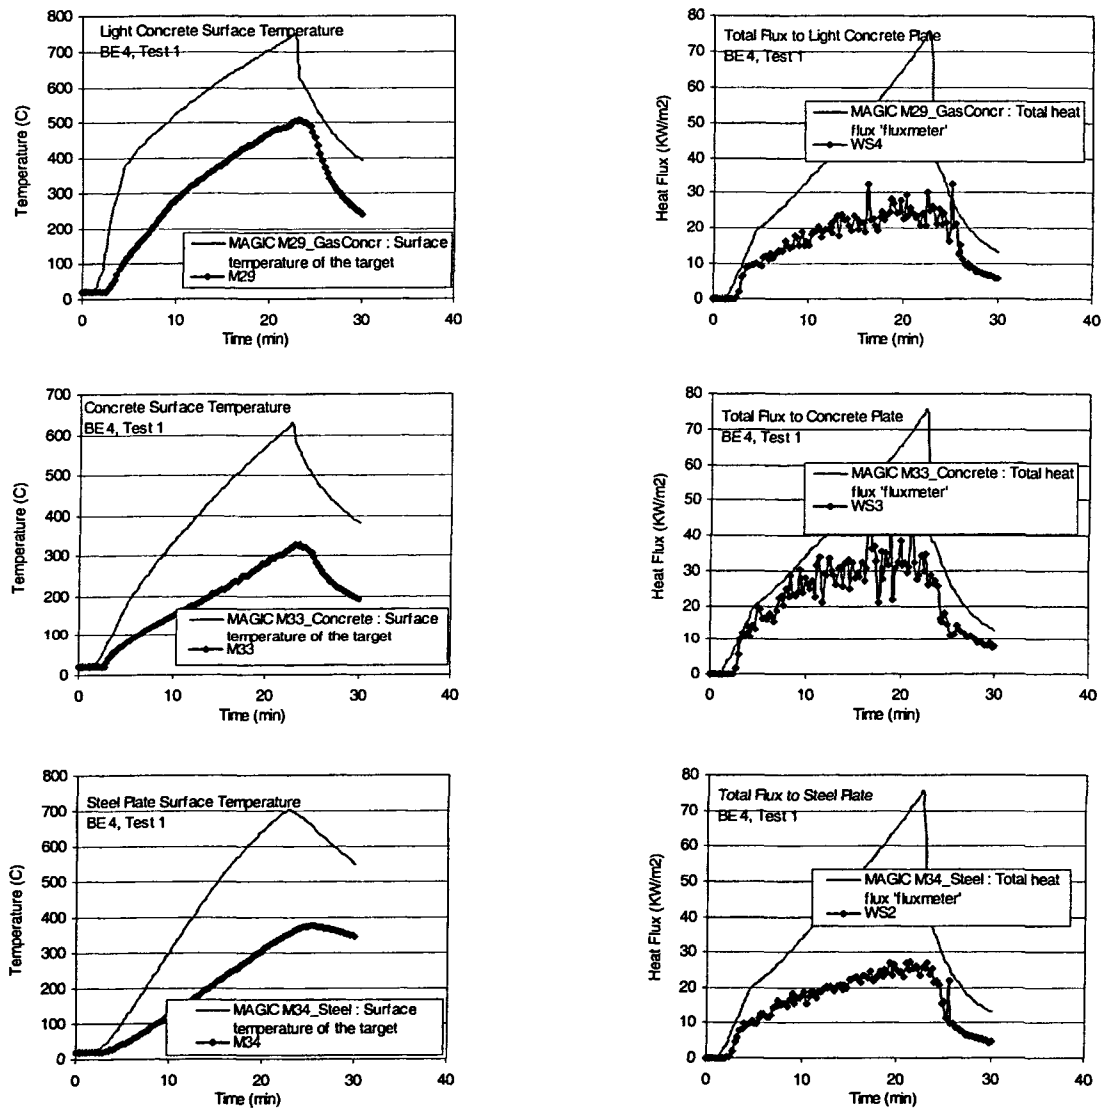 Light Concrete Surface Temperature
BE 4, Test 1
Temperature (C)
800
700
600
500
400
300
200
100
0
MAGIC M29_GasConcr : Surface
temperature of the target
M29
0 10 20 30 40
Time (min)
Total Flux to Light Concrete Plate
BE 4, Test 1
Heat Flux (KW/m2)
80
70
60
50
40
30
20
10
0
MAGIC M29_GasConcr : Total heat
flux 'fluxmeter'
WS4
0 10 20 30 40
Time (min)
Concrete Surface Temperature
BE 4, Test 1
Temperature (C)
700
600
500
400
300
200
100
0
MAGIC M33_Concrete : Surface
temperature of the target
M33
0 10 20 30 40
Time (min)
Total Flux to Concrete Plate
BE 4, Test 1
Heat Flux (KW/m2)
80
70
60
50
40
30
20
10
0
MAGIC M33_Concrete : Total heat
flux 'fluxmeter'
WS3
0 10 20 30 40
Time (min)
Steel Plate Surface Temperature
BE 4, Test 1
Temperature (C)
800
700
600
500
400
300
200
100
0
MAGIC M34_Steel : Surface
temperature of the target
M34
0 10 20 30 40
Time (min)
Total Flux to Steel Plate
BE 4, Test 1
Heat Flux (KW/m2)
80
70
60
50
40
30
20
10
0
MAGIC M34_Steel : Total heat
flux 'fluxmeter'
WS2
0 10 20 30 40
Time (min)